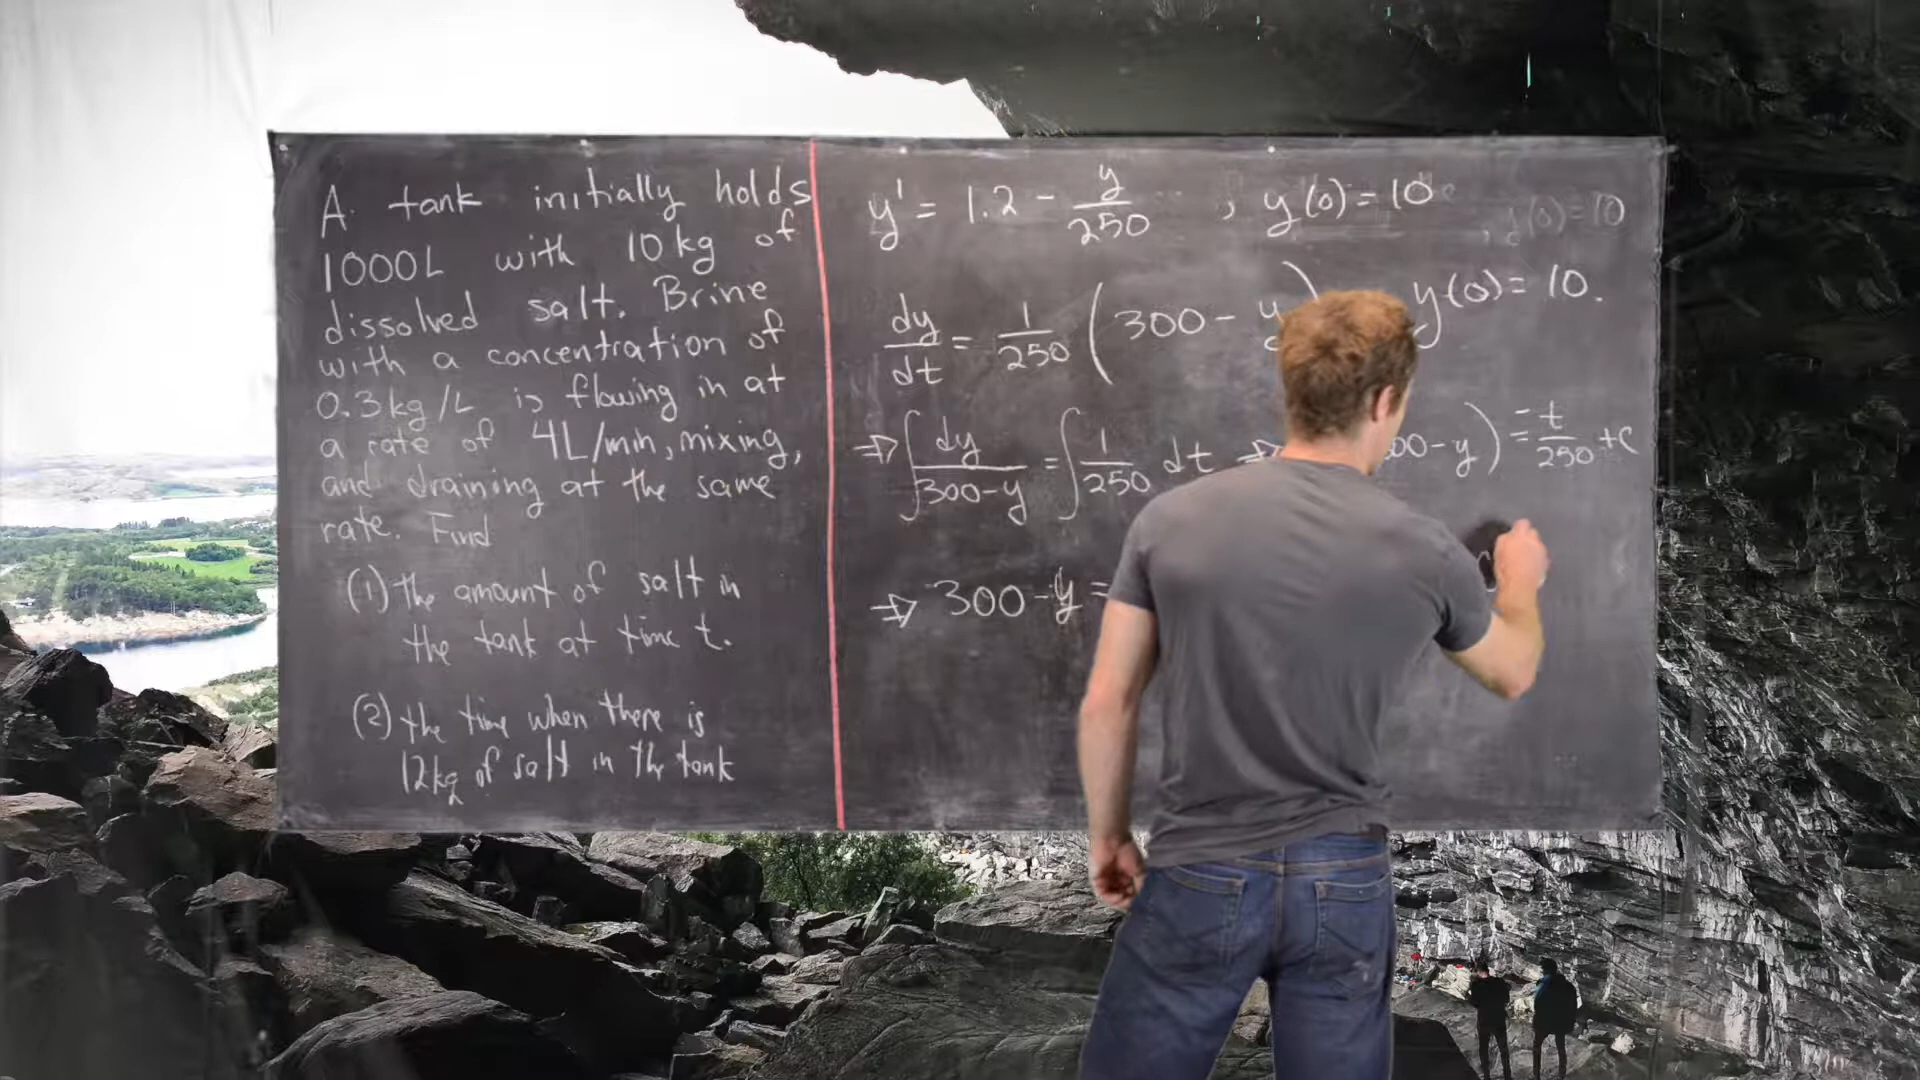 A tank initially holds
1000L with 10kg of
dissolved salt. Brine
with a concentration of
0.3kg/L is flowing in at
a rate of 4L/min, mixing,
and draining at the same
rate. Find
(1) the amount of salt in
the tank at time t.
(2) the time when there is
12kg of salt in the tank
y' = 1.2 - y/250 ; y(0) = 10
y(0) = 10
dy/dt = 1/250 (300 - y) y(0) = 10.
⇒ ∫ dy/300-y = ∫ 1/250 dt ⇒ 00-y) = t/250 + C
⇒ 300 - y =